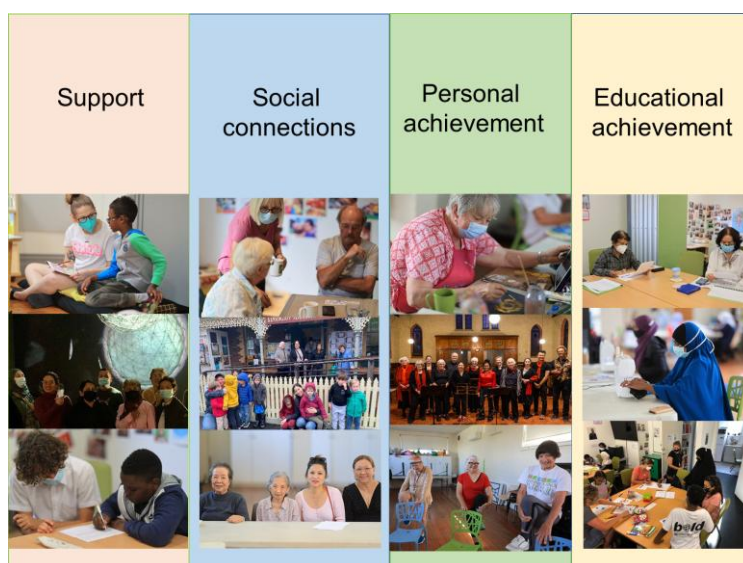 Support
Social
connections
Personal
achievement
Educational
achievement
bold